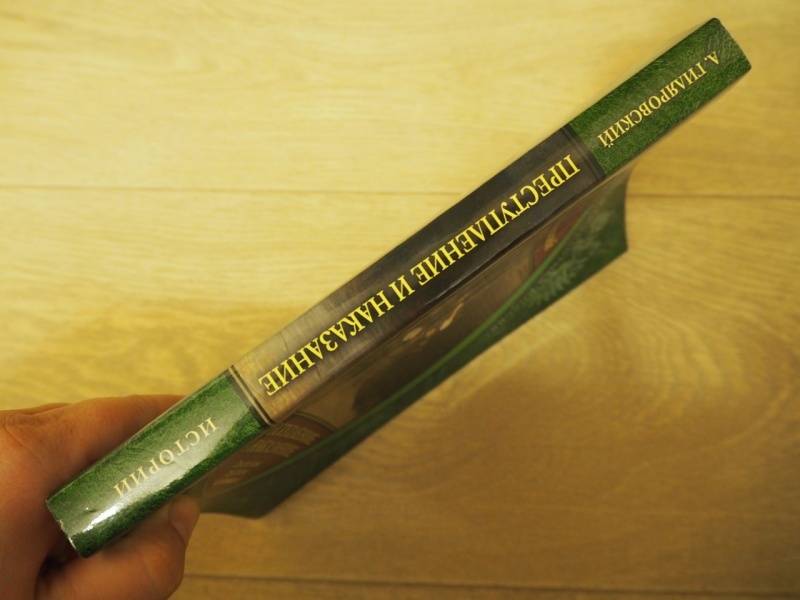 А. ГИЛЯРОВСКИЙ
ПРЕСТУПЛЕНИЕ И НАКАЗАНИЕ
ИСТОРИИ